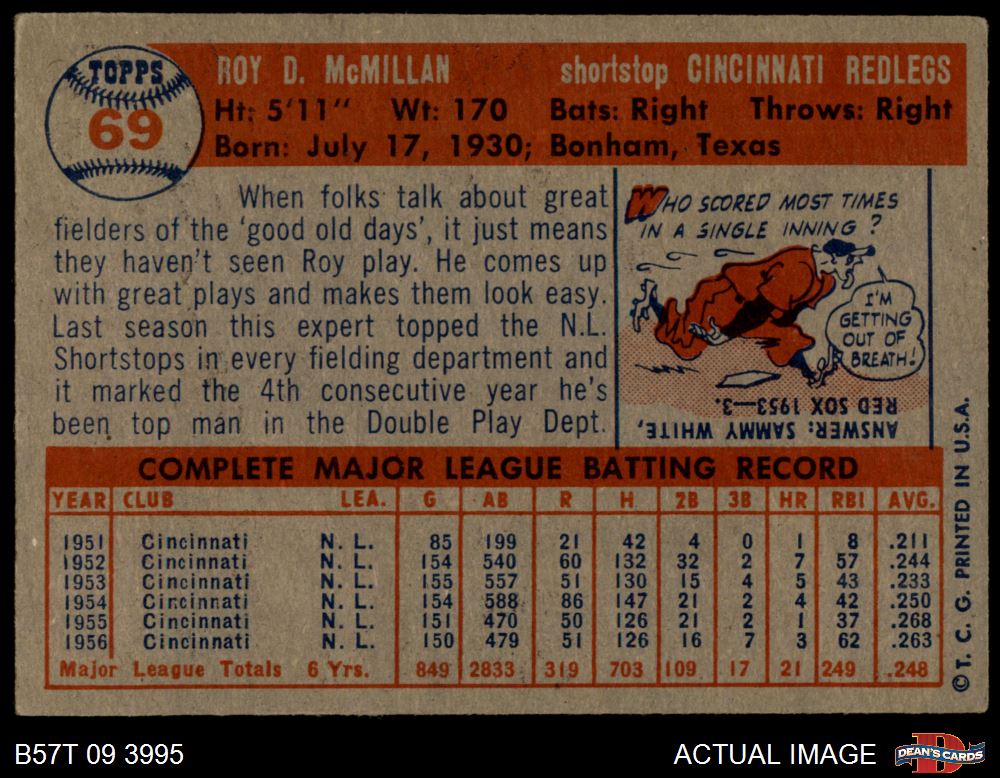 TOPPS
69
ROY D. McMILLAN shortstop CINCINNATI REDLEGS
Ht: 5'11" Wt: 170 Bats: Right Throws: Right
Born: July 17, 1930; Bonham, Texas
When folks talk about great
fielders of the 'good old days', it just means
they haven't seen Roy play. He comes up
with great plays and makes them look easy.
Last season this expert topped the N.L.
Shortstops in every fielding department and
it marked the 4th consecutive year he's
been top man in the Double Play Dept.
WHO SCORED MOST TIMES
IN A SINGLE INNING ?
I'M
GETTING
OUT OF
BREATH!
ANSWER: SAMMY WHITE,
RED SOX 1953—3.
COMPLETE MAJOR LEAGUE BATTING RECORD
YEAR CLUB LEA. G AB R H 2B 3B HR RBI AVG.
1951 Cincinnati N. L. 85 199 21 42 4 0 1 8 .211
1952 Cincinnati N. L. 154 540 60 132 32 2 7 57 .244
1953 Cincinnati N. L. 155 557 51 130 15 4 5 43 .233
1954 Cincinnati N. L. 154 588 86 147 21 2 4 42 .250
1955 Cincinnati N. L. 151 470 50 126 21 2 1 37 .268
1956 Cincinnati N. L. 150 479 51 126 16 7 3 62 .263
Major League Totals 6 Yrs. 849 2833 319 703 109 17 21 249 .248
© T. C. G. PRINTED IN U.S.A.
B57T 09 3995
ACTUAL IMAGE
DEAN'S CARDS